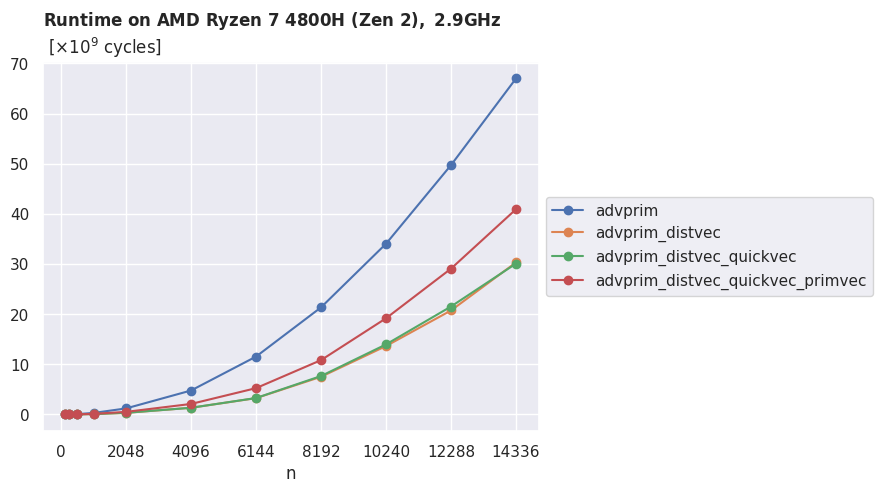 Runtime on AMD Ryzen 7 4800H (Zen 2), 2.9GHz
[×10⁹ cycles]
70
60
50
40
30
20
10
0
0 2048 4096 6144 8192 10240 12288 14336
n
advprim
advprim_distvec
advprim_distvec_quickvec
advprim_distvec_quickvec_primvec